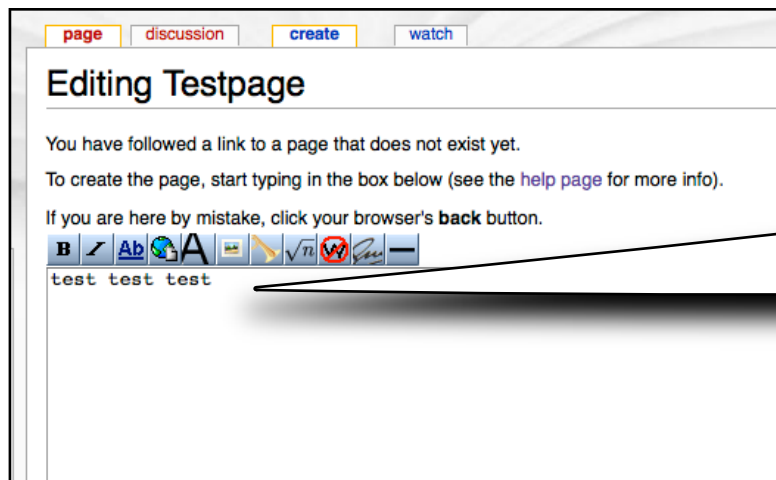 page discussion create watch
Editing Testpage
You have followed a link to a page that does not exist yet.
To create the page, start typing in the box below (see the help page for more info).
If you are here by mistake, click your browser's back button.
B I Ab A √n W
test test test